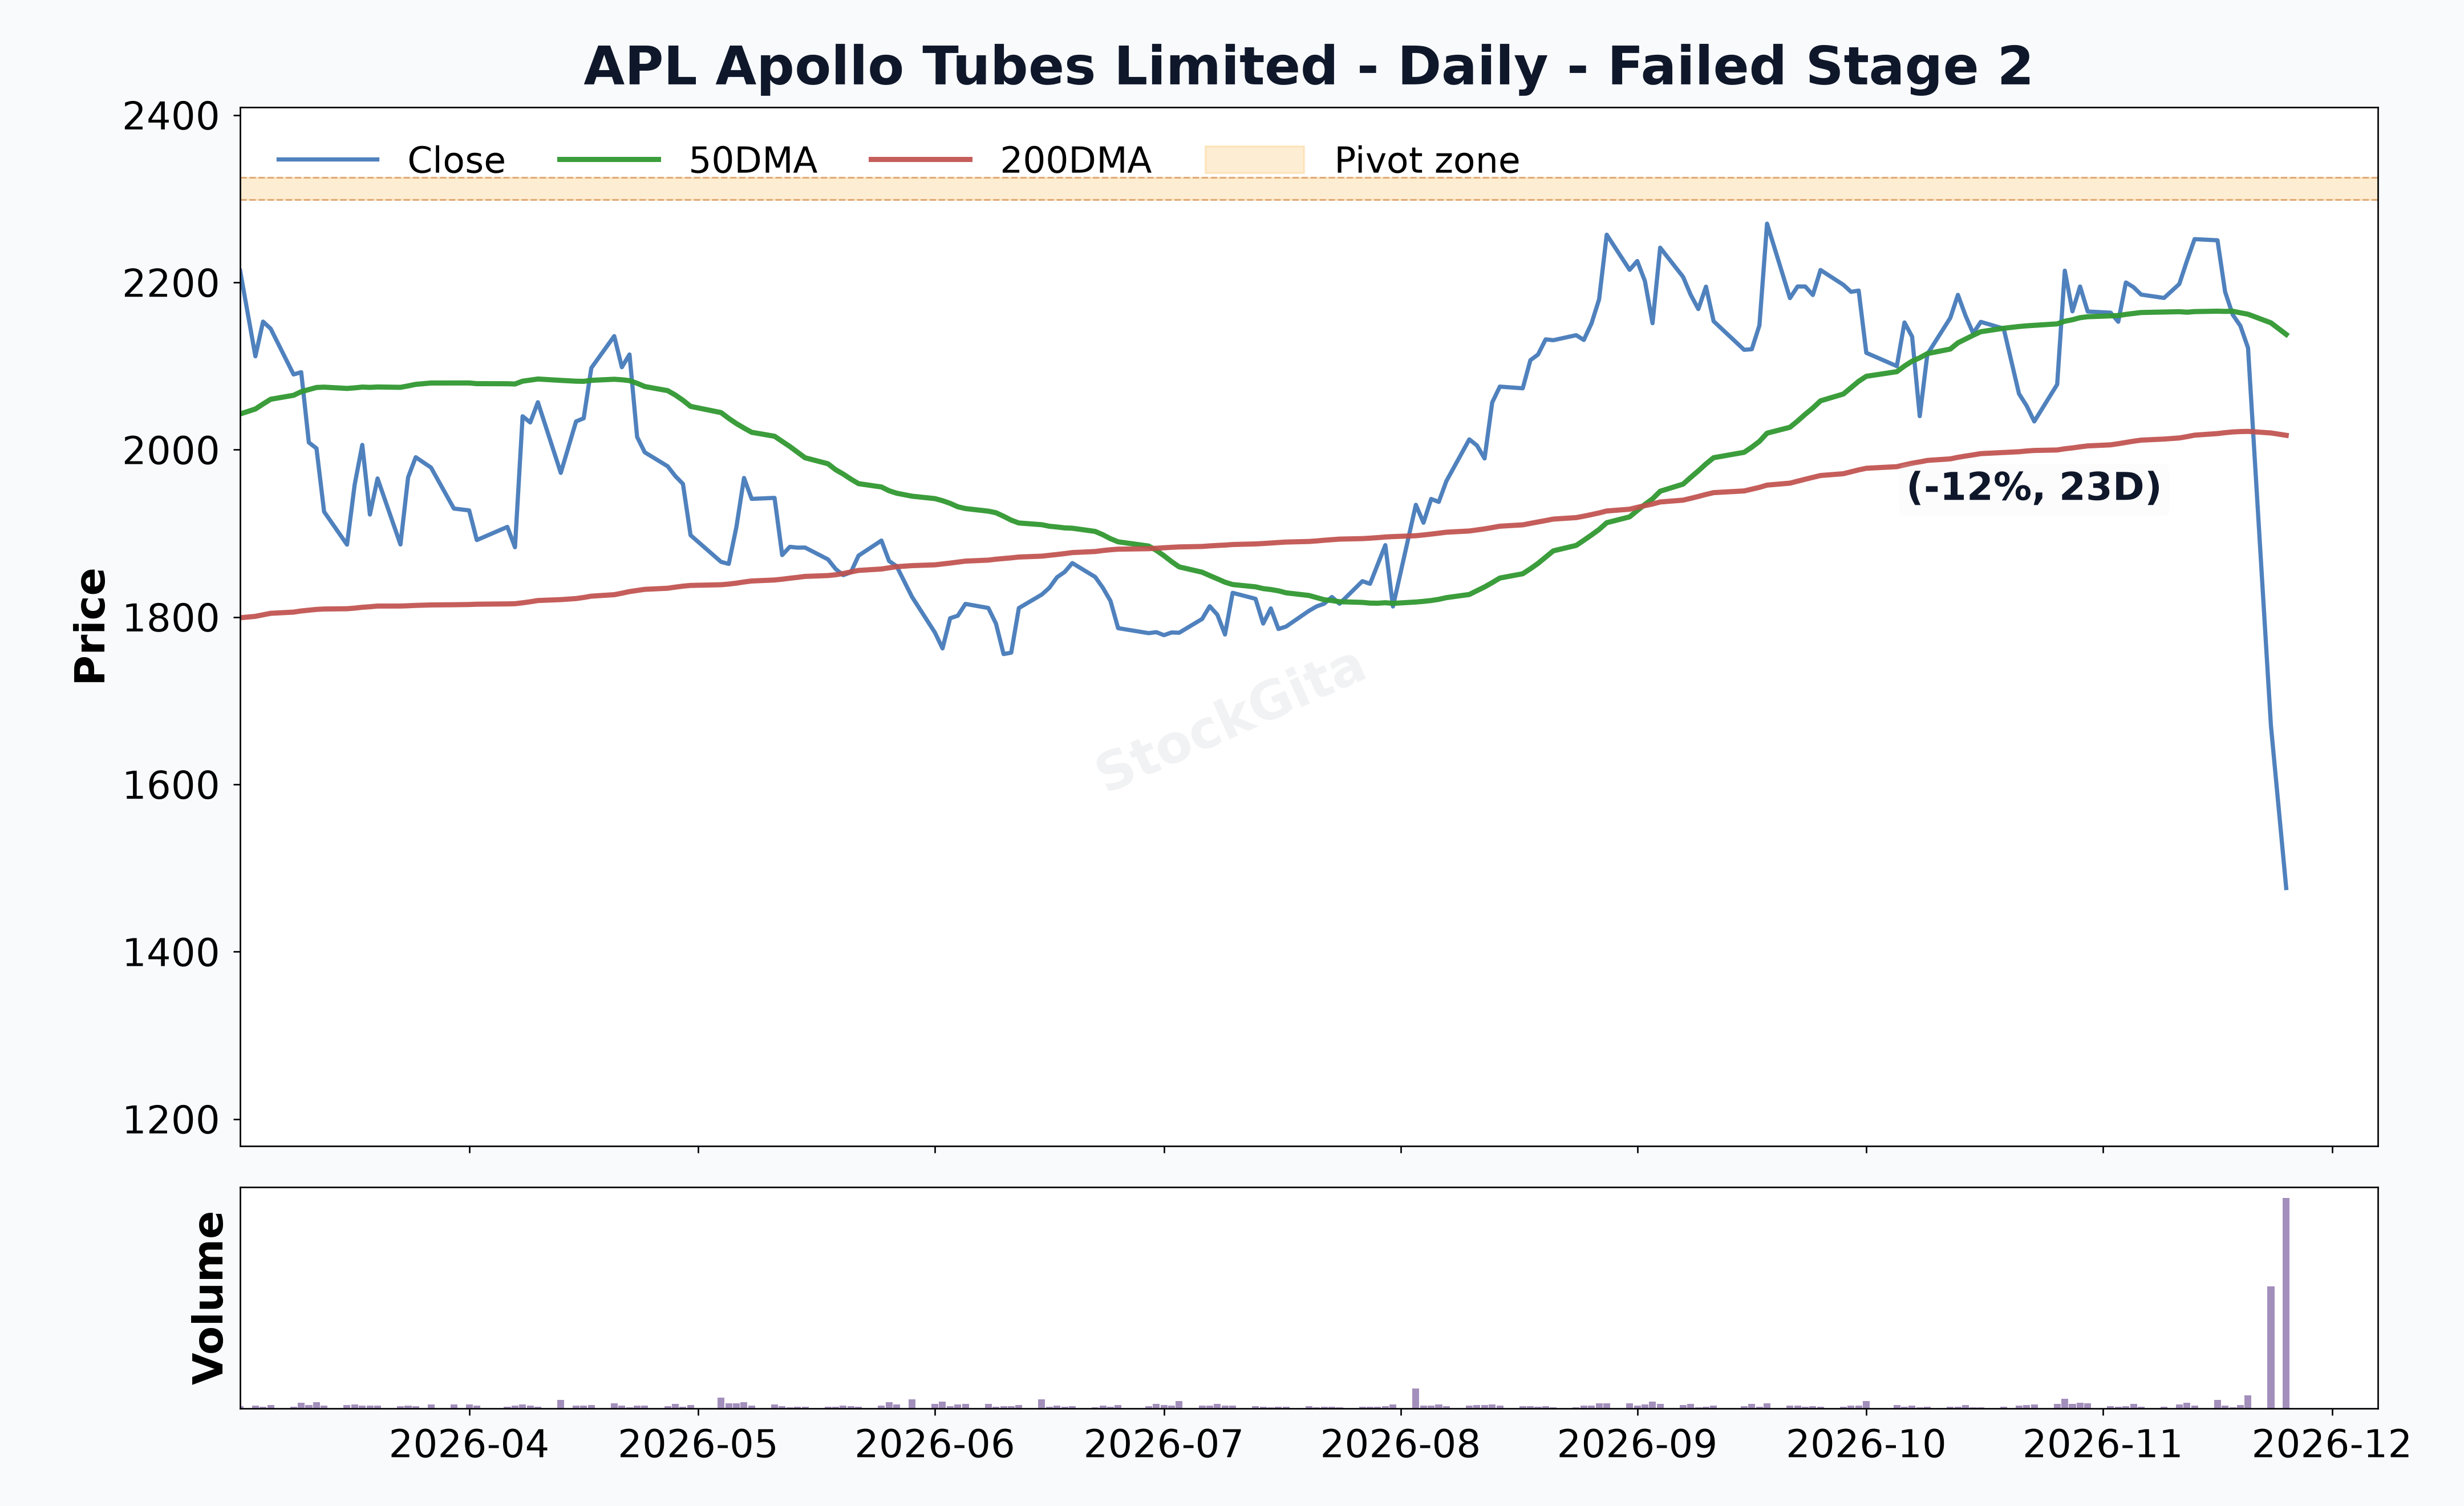 APL Apollo Tubes Limited - Daily - Failed Stage 2
Close 50DMA 200DMA Pivot zone
2400
2200
2000
1800
1600
1400
1200
Price
(-12%, 23D)
StockGita
Volume
2026-04 2026-05 2026-06 2026-07 2026-08 2026-09 2026-10 2026-11 2026-12